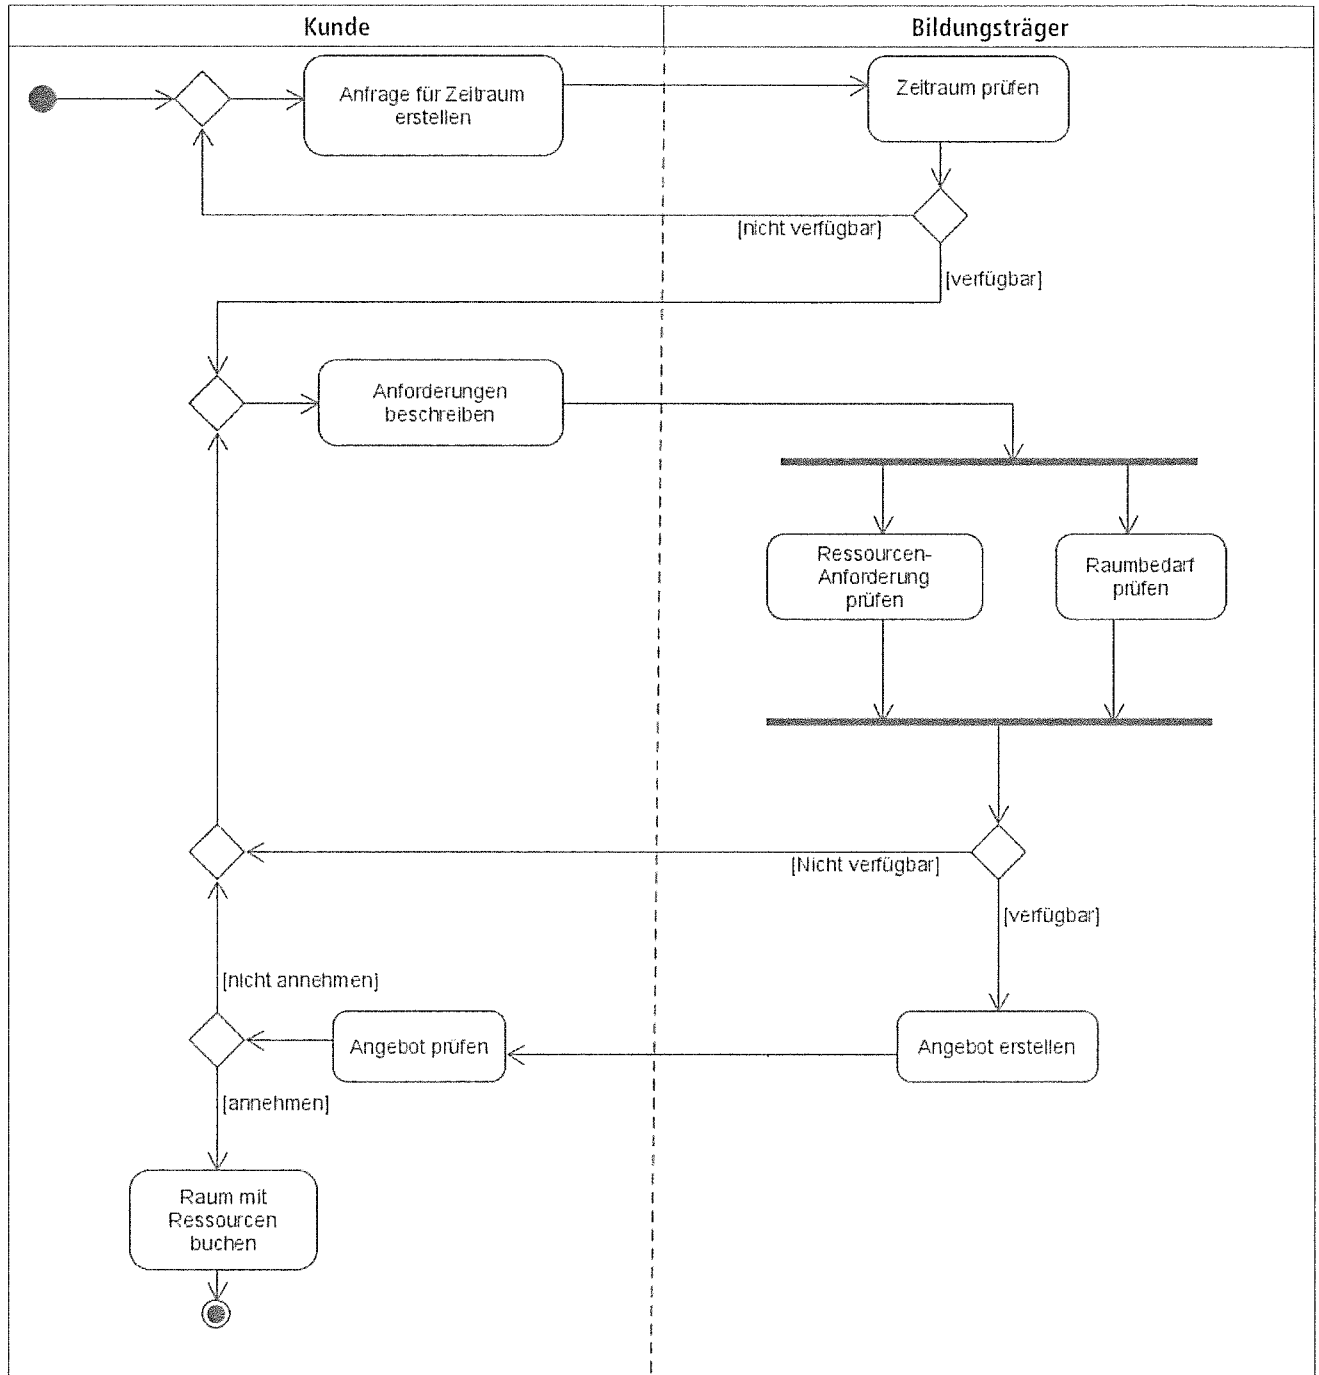 Kunde
Bildungsträger
Anfrage für Zeitraum
erstellen
Zeitraum prüfen
[nicht verfügbar]
[verfügbar]
Anforderungen
beschreiben
Ressourcen-
Anforderung
prüfen
Raumbedarf
prüfen
[Nicht verfügbar]
[verfügbar]
[nicht annehmen]
Angebot prüfen
Angebot erstellen
[annehmen]
Raum mit
Ressourcen
buchen